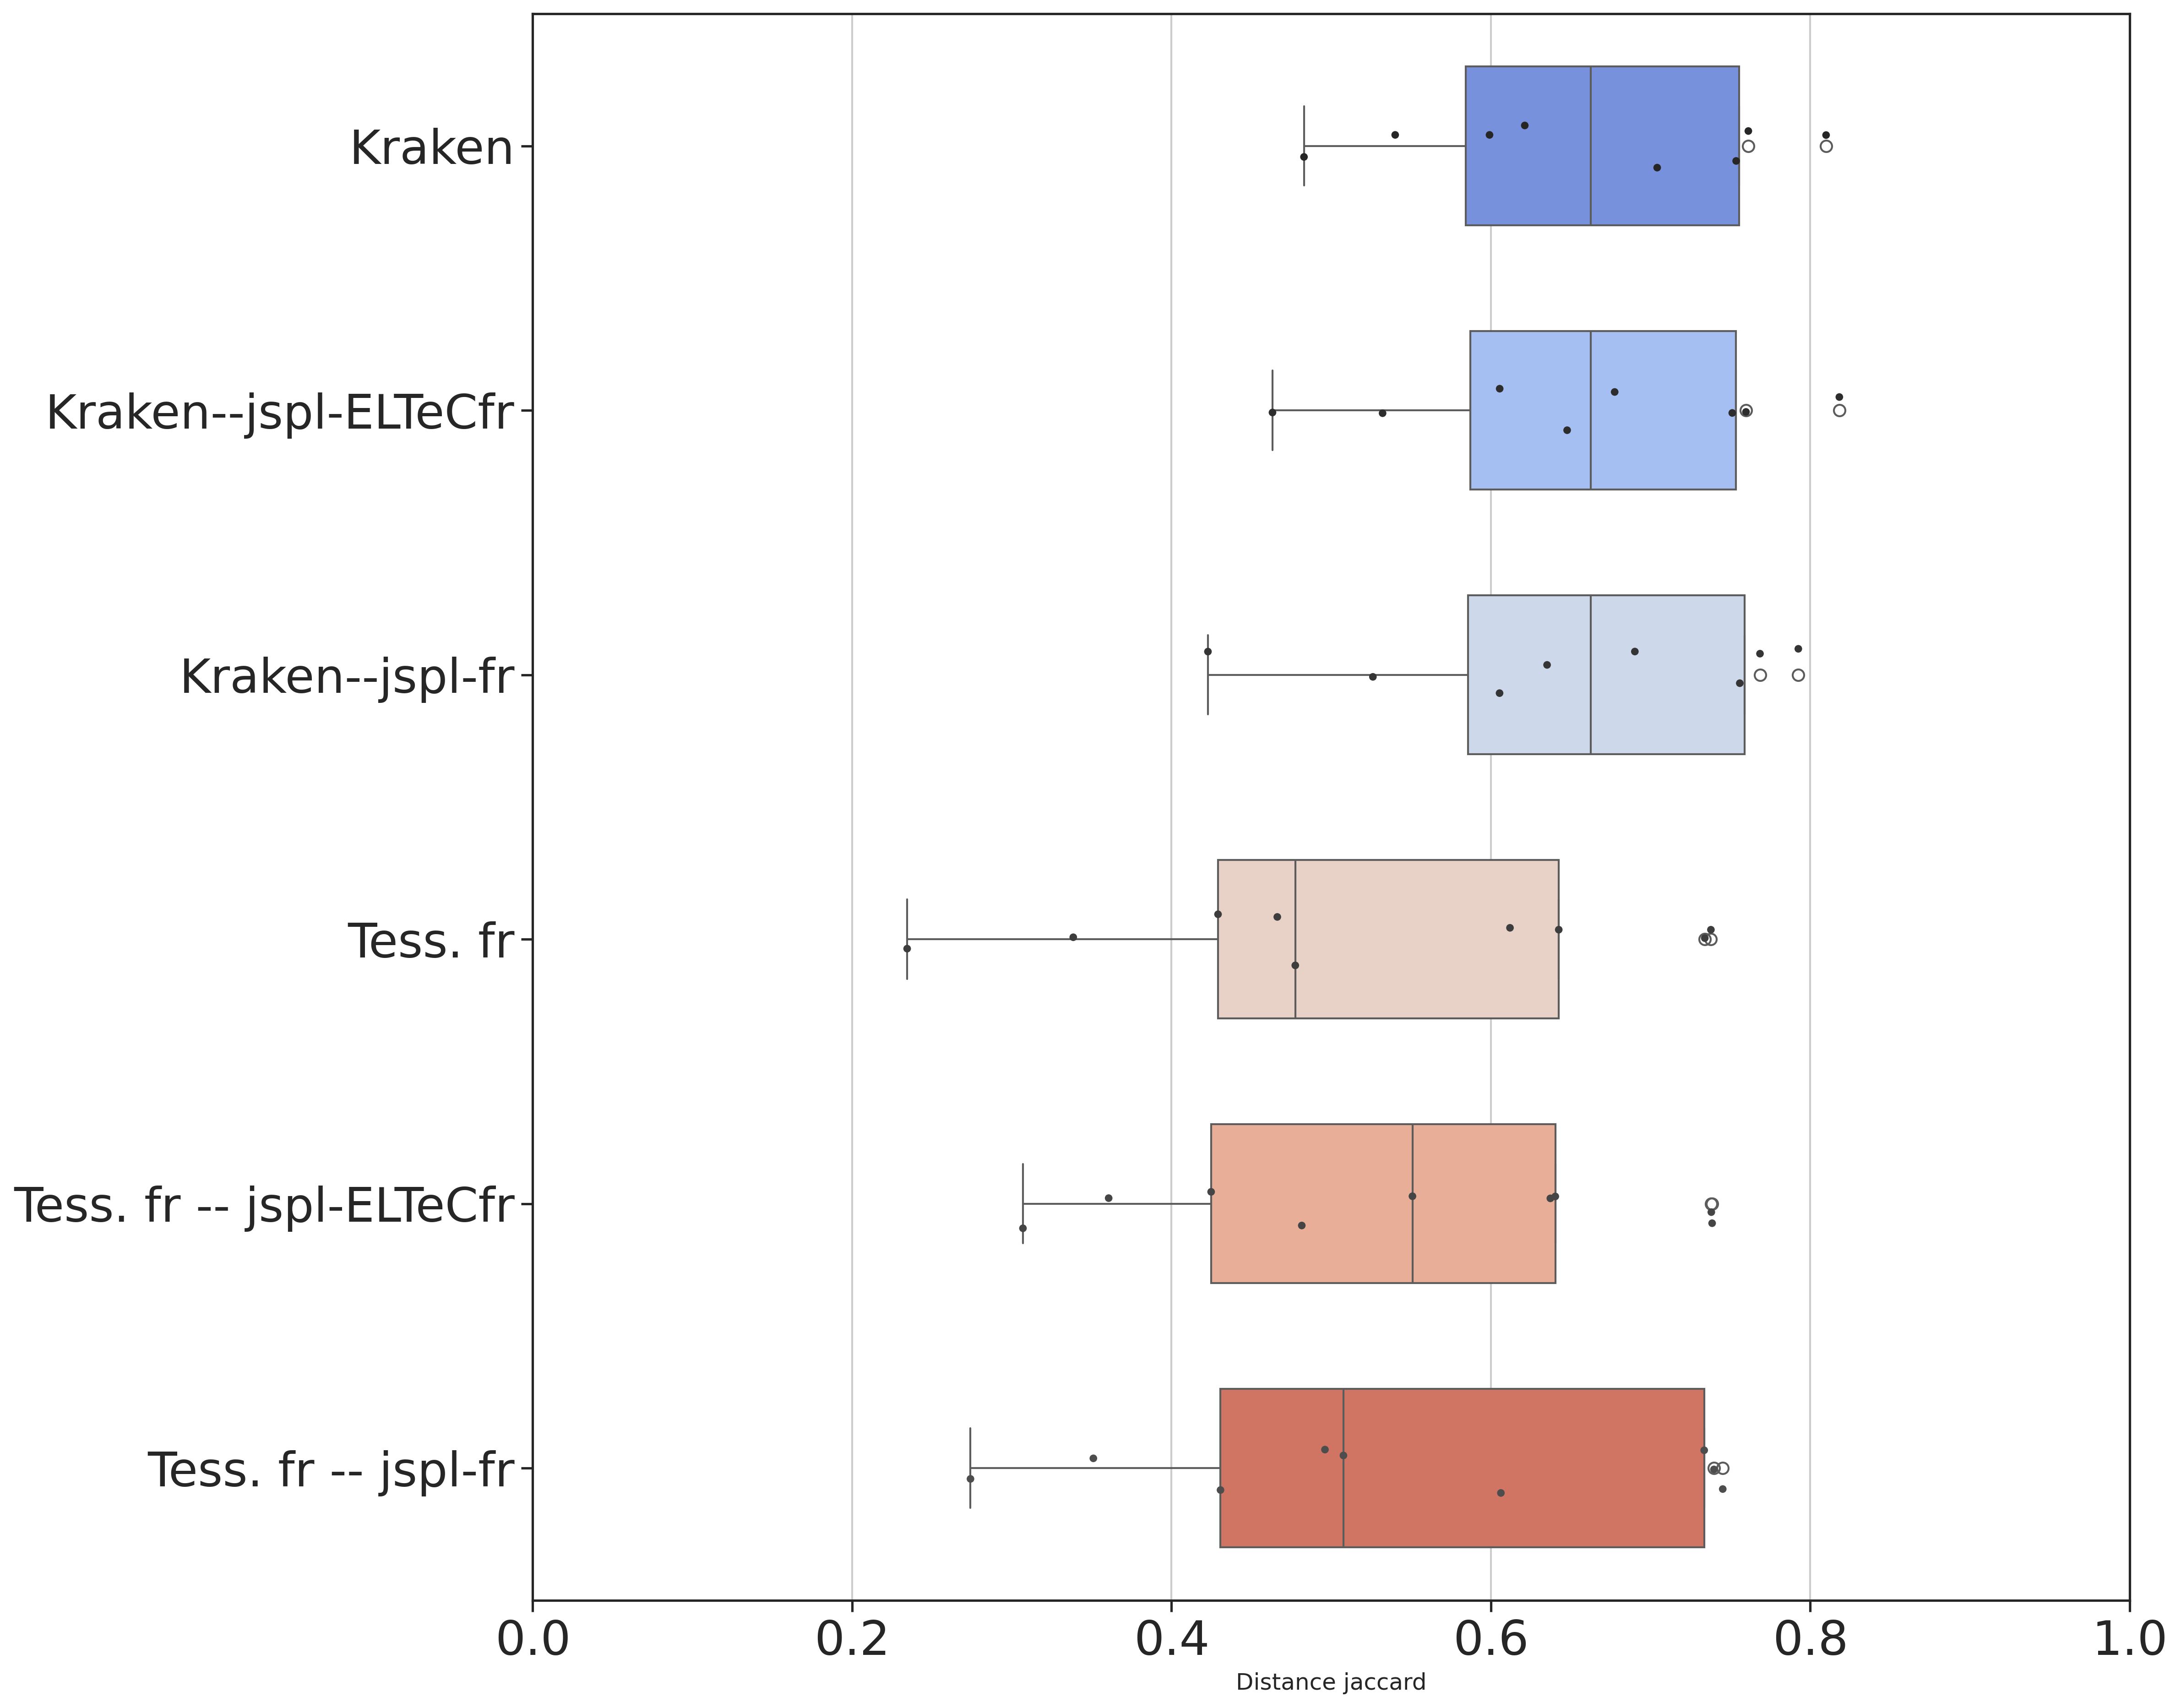 Kraken
Kraken--jspl-ELTeCfr
Kraken--jspl-fr
Tess. fr
Tess. fr -- jspl-ELTeCfr
Tess. fr -- jspl-fr
0.0 0.2 0.4 0.6 0.8 1.0
Distance jaccard